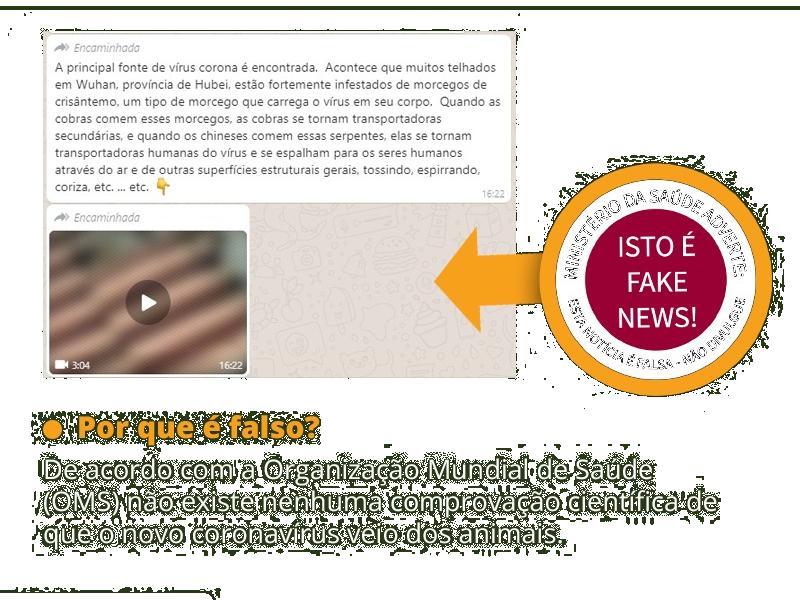 Encaminhada
A principal fonte de vírus corona é encontrada.  Acontece que muitos telhados
em Wuhan, província de Hubei, estão fortemente infestados de morcegos de
crisântemo, um tipo de morcego que carrega o vírus em seu corpo.  Quando as
cobras comem esses morcegos, as cobras se tornam transportadoras
secundárias, e quando os chineses comem essas serpentes, elas se tornam
transportadoras humanas do vírus e se espalham para os seres humanos
através do ar e de outras superfícies estruturais gerais, tossindo, espirrando,
coriza, etc. ... etc. 👇
16:22
Encaminhada
3:04 16:22
MINISTÉRIO DA SAÚDE ADVERTE:
ISTO É
FAKE
NEWS!
ESTA NOTÍCIA É FALSA - NÃO DIVULGUE
Por que é falso?
De acordo com a Organização Mundial de Saúde
(OMS) não existe nenhuma comprovação científica de
que o novo coronavírus veio dos animais.